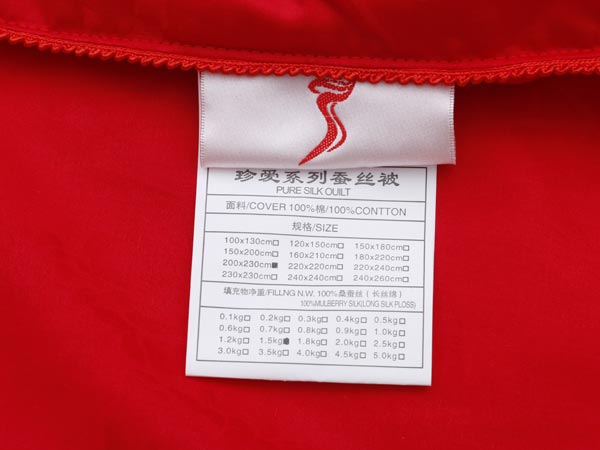 珍爱系列蚕丝被
PURE SILK QUILT
面料/COVER 100%棉/100%CONTTON
规格/SIZE
100x130cm□ 120x150cm□ 150x180cm□
150x200cm□ 160x210cm□ 180x220cm□
200x230cm■ 220x220cm□ 220x240cm□
230x230cm□ 240x240cm□ 240x260cm□
填充物净重/FILLNG N.W. 100%桑蚕丝（长丝绵）
100%MULBERRY SILK(LONG SILK PLOSS)
0.1kg□ 0.2kg□ 0.3kg□ 0.4kg□ 0.5kg□
0.6kg□ 0.7kg□ 0.8kg□ 0.9kg□ 1.0kg□
1.2kg□ 1.5kg■ 1.8kg□ 2.0kg□ 2.5kg□
3.0kg□ 3.5kg□ 4.0kg□ 4.5kg□ 5.0kg□